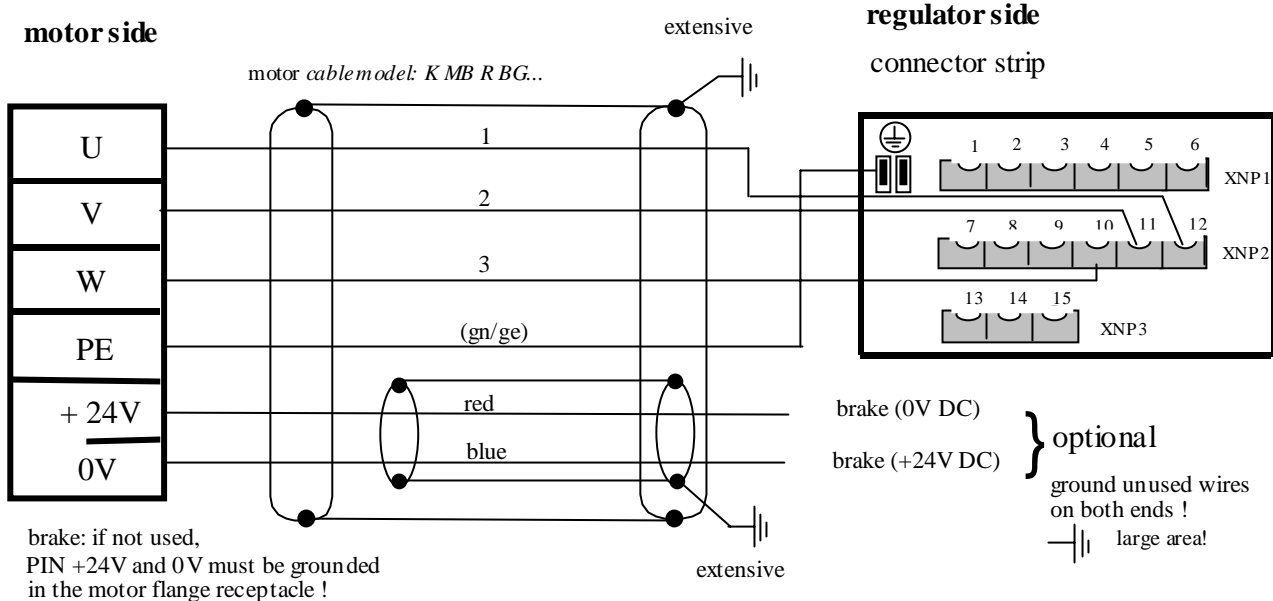 motor side
extensive
regulator side
motor cablemodel: K MB R BG...
connector strip
U
1
1 2 3 4 5 6
XNP1
V
2
7 8 9 10 11 12
XNP2
W
3
13 14 15
XNP3
PE
(gn/ge)
+ 24V
red
brake (0V DC)
0V
blue
brake (+24V DC)
} optional
ground unused wires
on both ends !
large area!
brake: if not used,
PIN +24V and 0V must be grounded
in the motor flange receptacle !
extensive